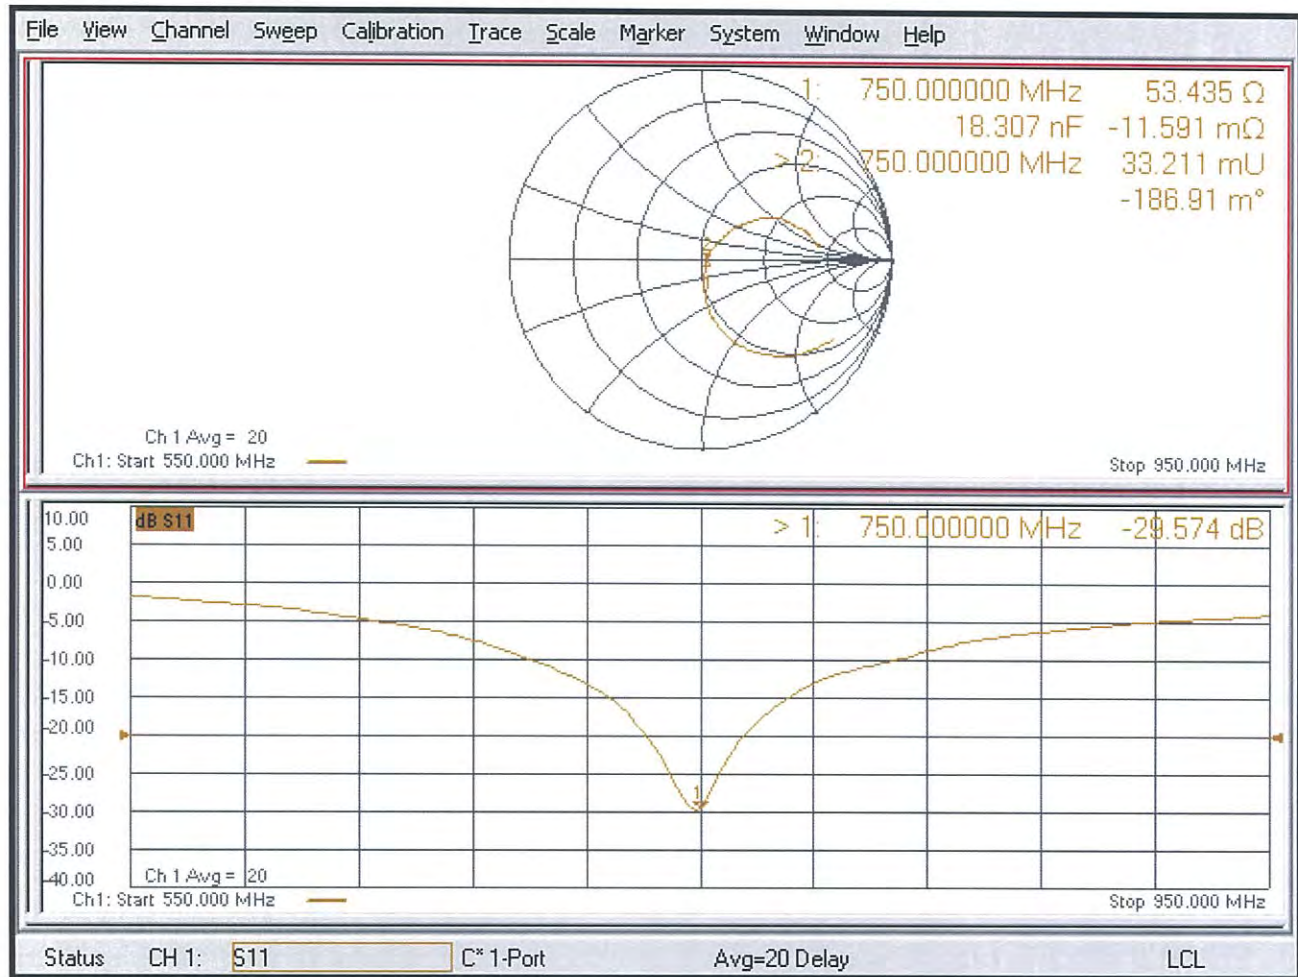 File View Channel Sweep Calibration Trace Scale Marker System Window Help
1: 750.000000 MHz 53.435 Ω
18.307 nF -11.591 mΩ
> 2: 750.000000 MHz 33.211 mU
-186.91 m°
2
1
Ch 1 Avg = 20
Ch1: Start 550.000 MHz
Stop 950.000 MHz
10.00
dB S11
> 1: 750.000000 MHz -29.574 dB
5.00
0.00
-5.00
-10.00
-15.00
-20.00
-25.00
1
-30.00
-35.00
-40.00
Ch 1 Avg = 20
Ch1: Start 550.000 MHz
Stop 950.000 MHz
Status CH 1: S11 C* 1-Port Avg=20 Delay LCL